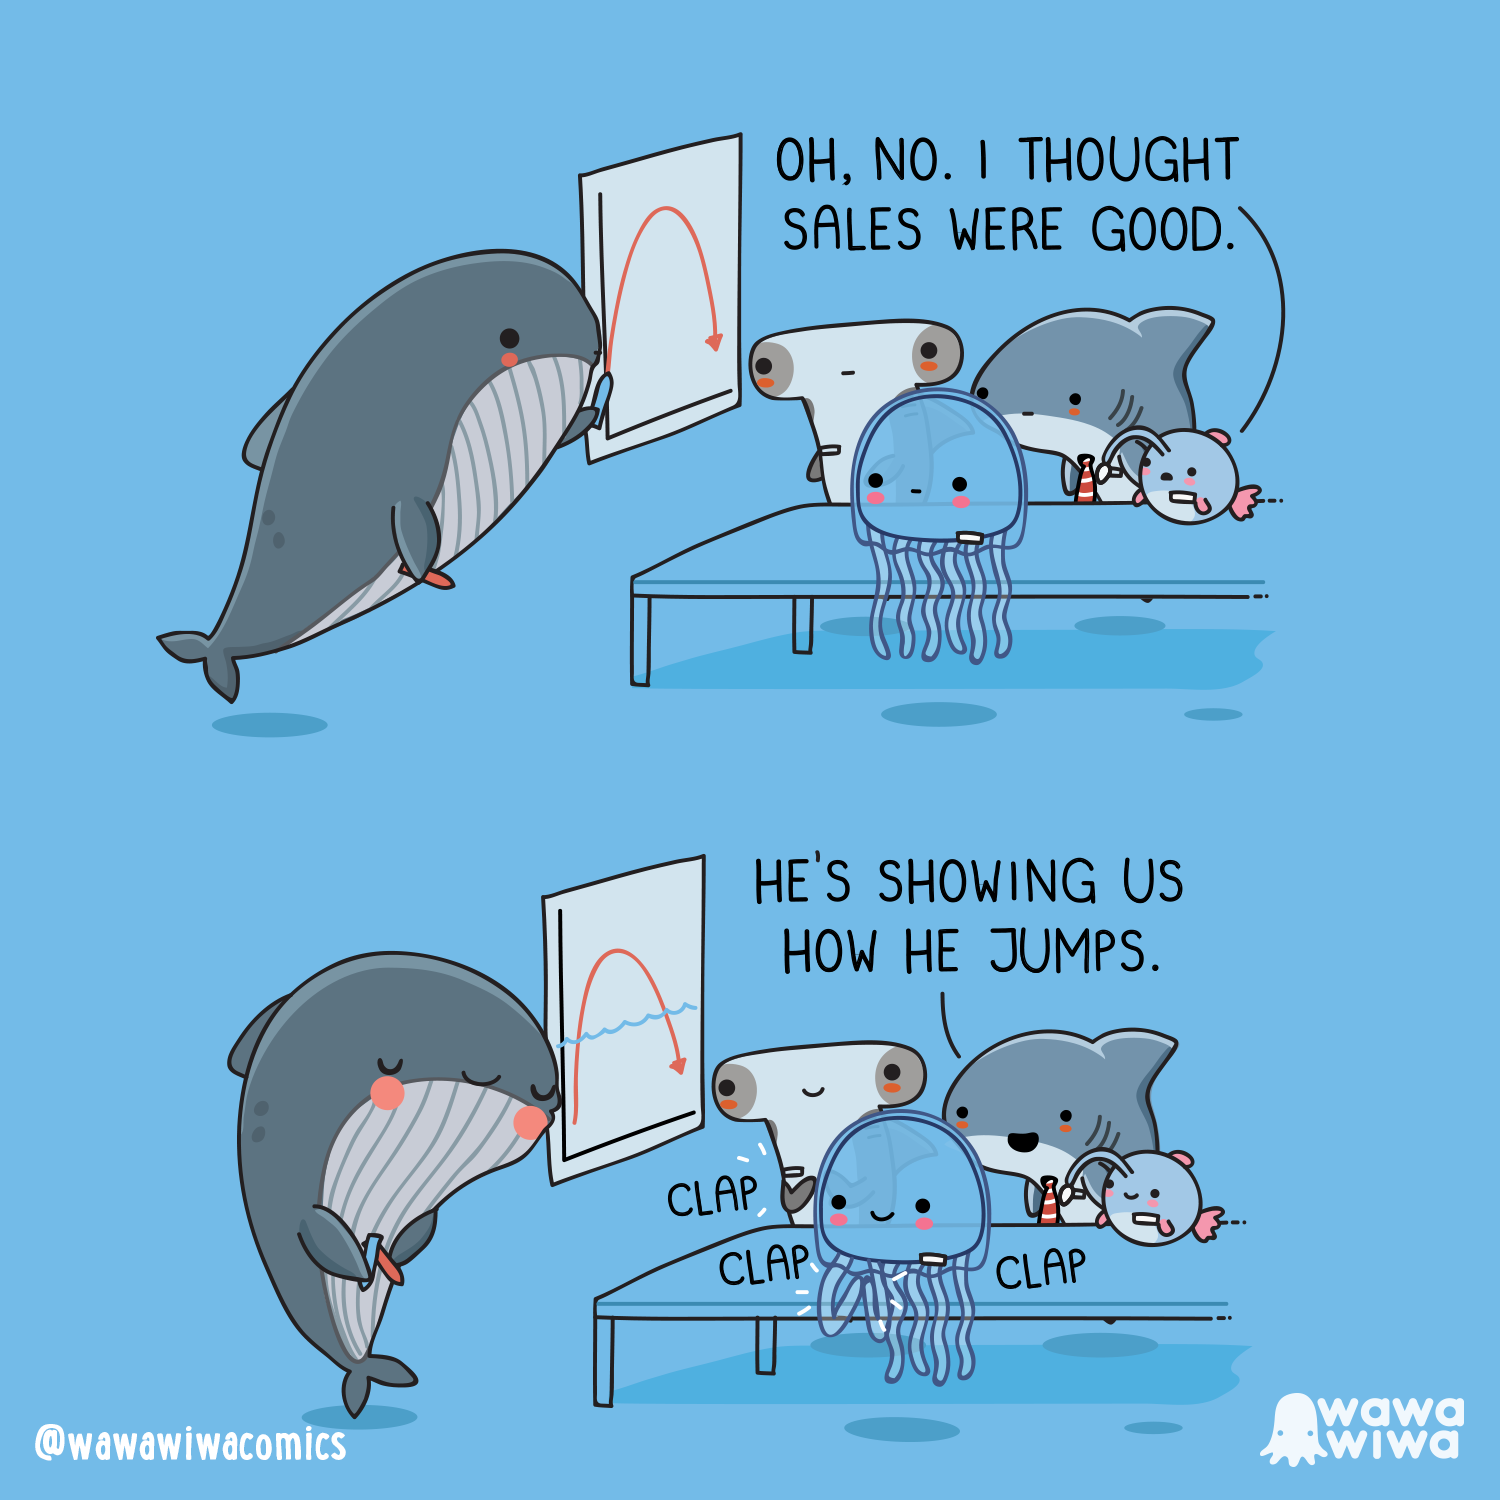 OH, NO. I THOUGHT
SALES WERE GOOD.
HE'S SHOWING US
HOW HE JUMPS.
CLAP
CLAP
CLAP
@wawawiwacomics
wawa
wiwa